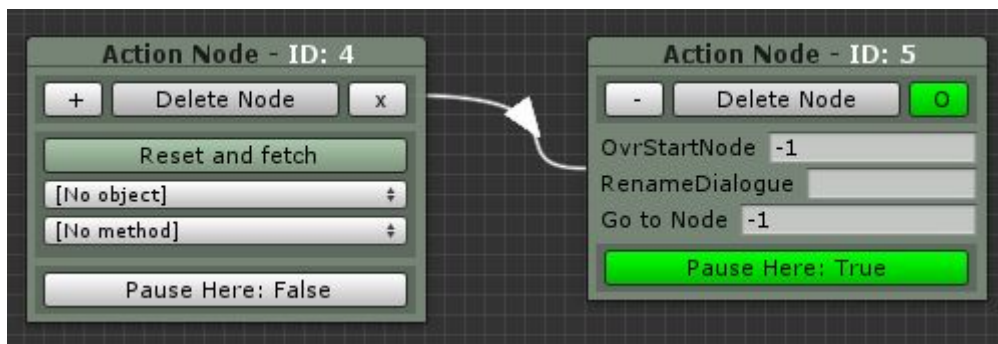 Action Node - ID: 4
+ Delete Node x
Reset and fetch
[No object]
[No method]
Pause Here: False
Action Node - ID: 5
- Delete Node O
OvrStartNode -1
RenameDialogue
Go to Node -1
Pause Here: True